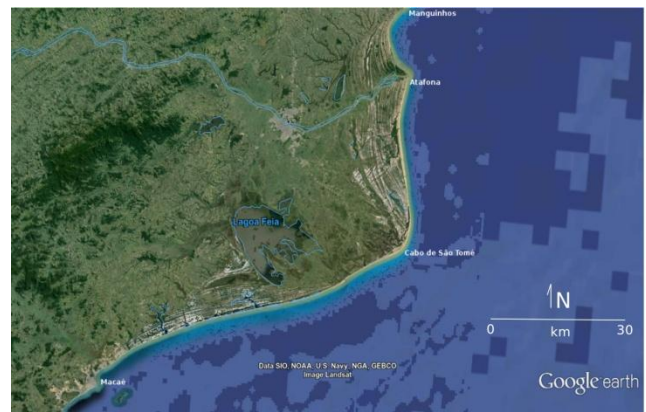 Manguinhos
Atafona
Lagoa Feia
Cabo de São Tomé
N
0 km 30
Data SIO, NOAA, U.S. Navy, NGA, GEBCO
Image Landsat
Macaé
Google earth